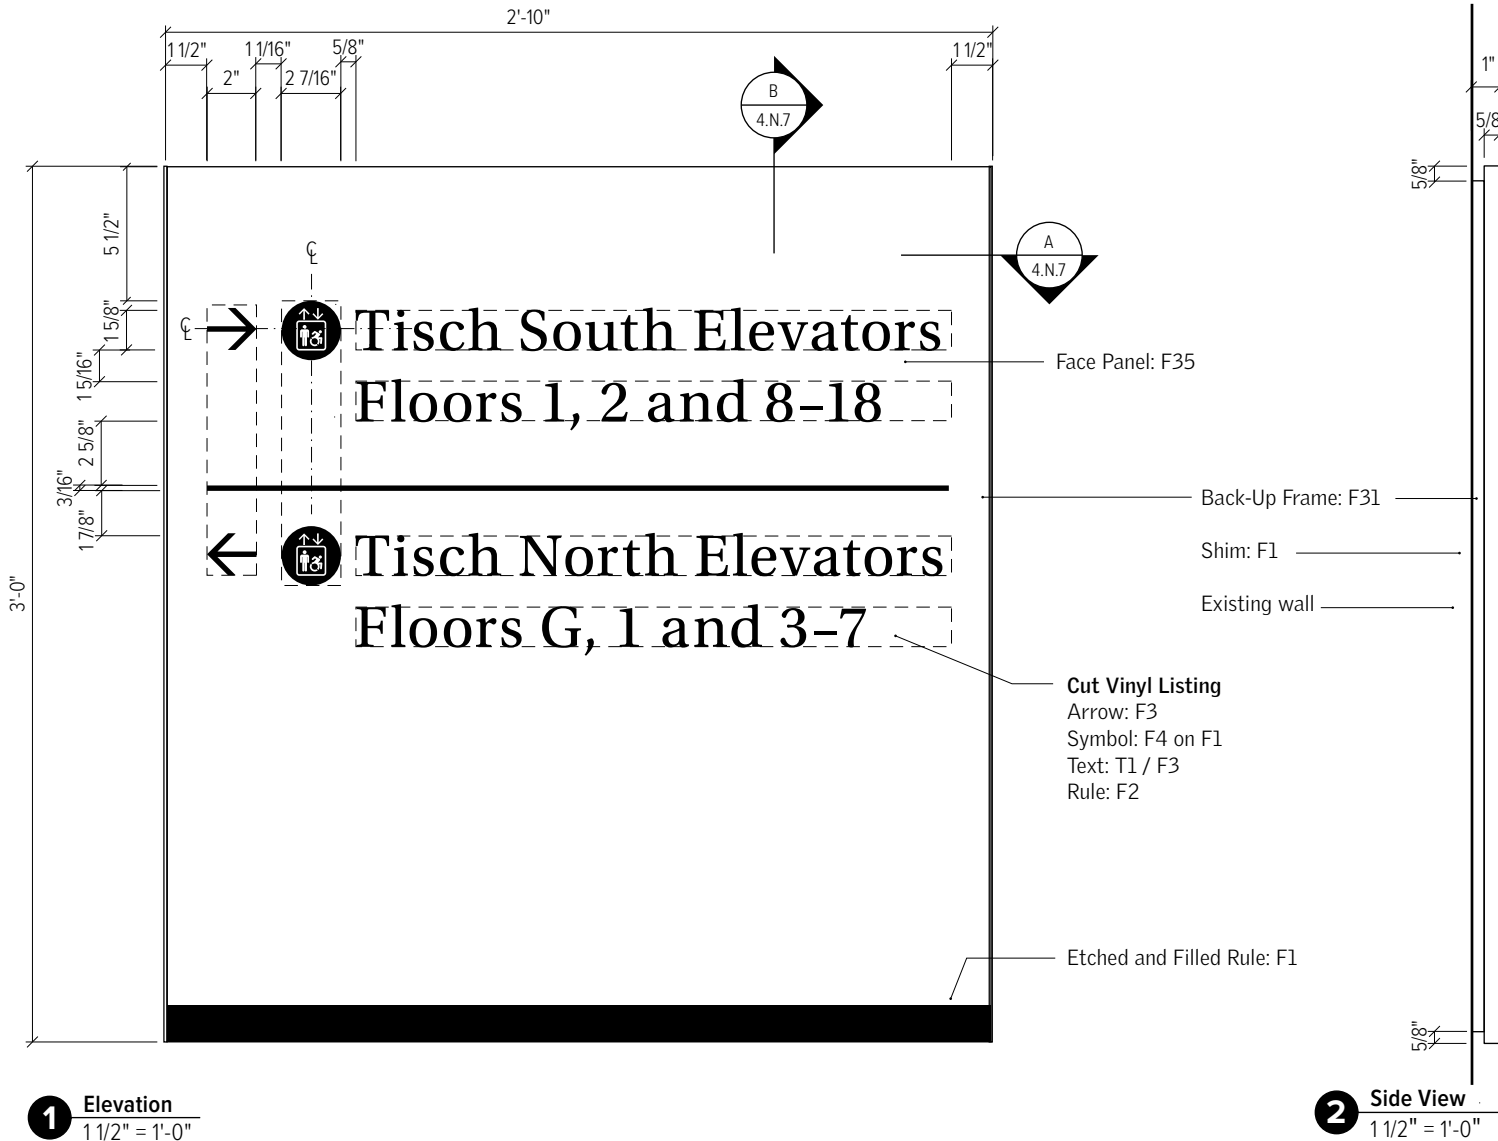 2'-10"
1 1/2"
1 1/16"
5/8"
1 1/2"
2"
2 7/16"
B
4.N.7
1"
5/8
5/8"
5 1/2"
A
4.N.7
℄
℄
1 5/8"
Tisch South Elevators
Face Panel: F35
1 5/16"
Floors 1, 2 and 8–18
2 5/8"
3/16"
Back-Up Frame: F31
1 7/8"
Tisch North Elevators
Shim: F1
3'-0"
Existing wall
Floors G, 1 and 3–7
Cut Vinyl Listing
Arrow: F3
Symbol: F4 on F1
Text: T1 / F3
Rule: F2
Etched and Filled Rule: F1
5/8"
1 Elevation
1 1/2" = 1'-0"
2 Side View
1 1/2" = 1'-0"